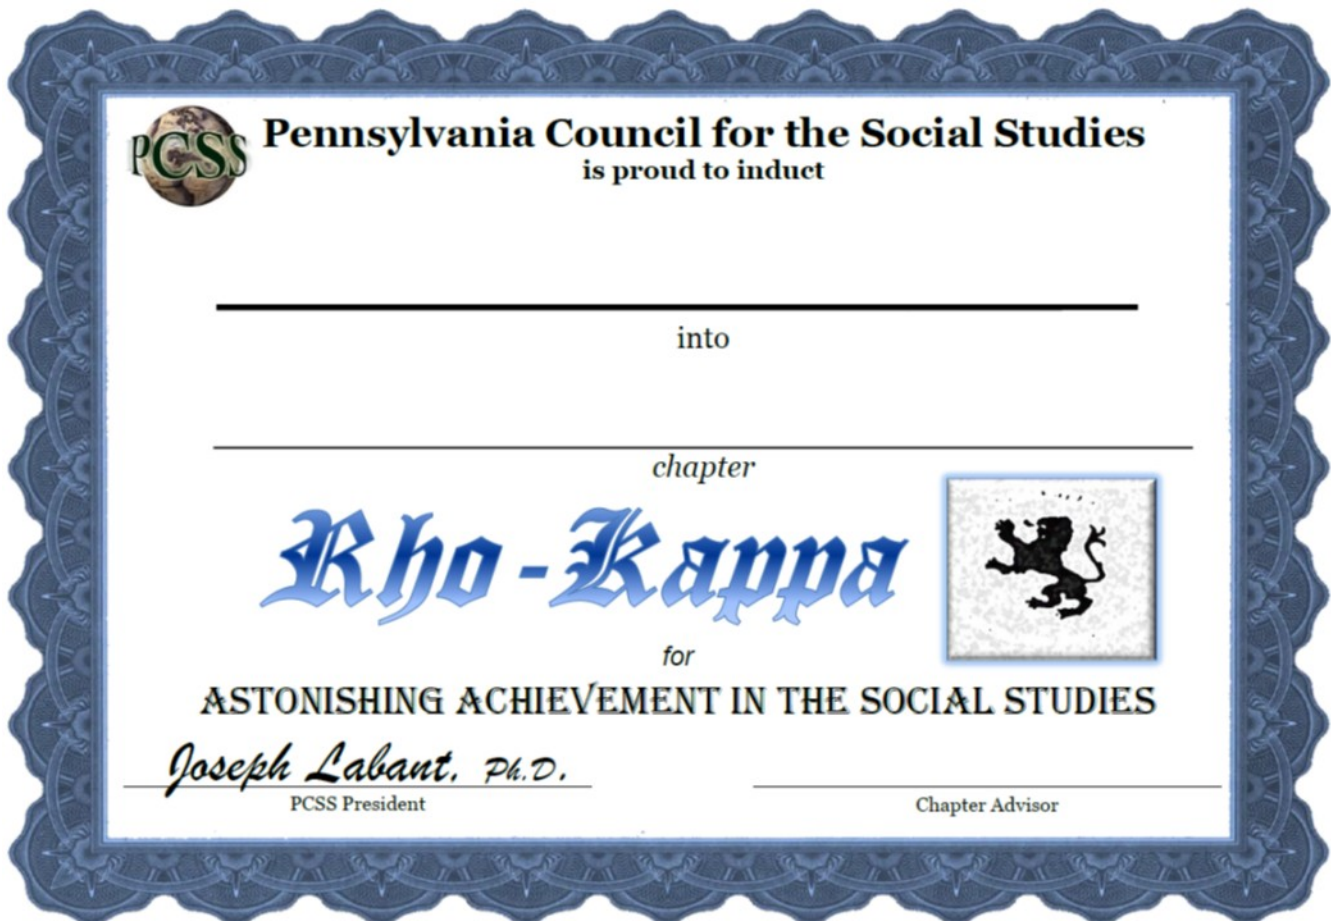 PCSS
Pennsylvania Council for the Social Studies
is proud to induct
into
chapter
Rho-Kappa
for
ASTONISHING ACHIEVEMENT IN THE SOCIAL STUDIES
Joseph Labant, Ph.D.
PCSS President
Chapter Advisor